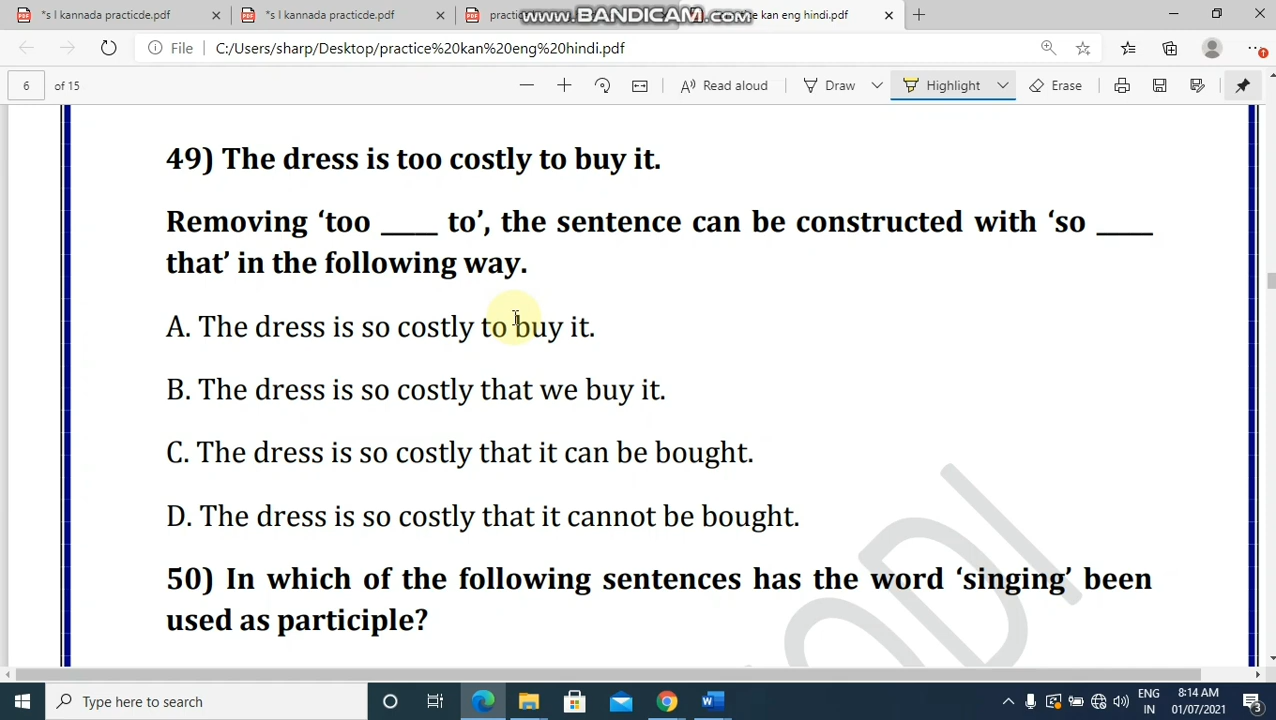 *s l kannada practicde.pdf
*s l kannada practicde.pdf
www.BANDICAM.com
e kan eng hindi.pdf
File C:/Users/sharp/Desktop/practice%20kan%20eng%20hindi.pdf
6 of 15
Read aloud
Draw
Highlight
Erase
49) The dress is too costly to buy it.
Removing ‘too ____ to’, the sentence can be constructed with ‘so ____
that’ in the following way.
A. The dress is so costly to buy it.
B. The dress is so costly that we buy it.
C. The dress is so costly that it can be bought.
D. The dress is so costly that it cannot be bought.
50) In which of the following sentences has the word ‘singing’ been
used as participle?
Type here to search
ENG
IN
8:14 AM
01/07/2021
3